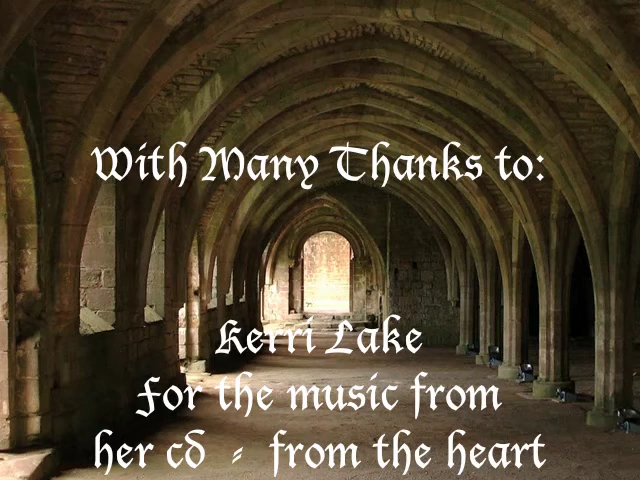 With Many Thanks to:
Kerri Lake
For the music from
her cd - from the heart